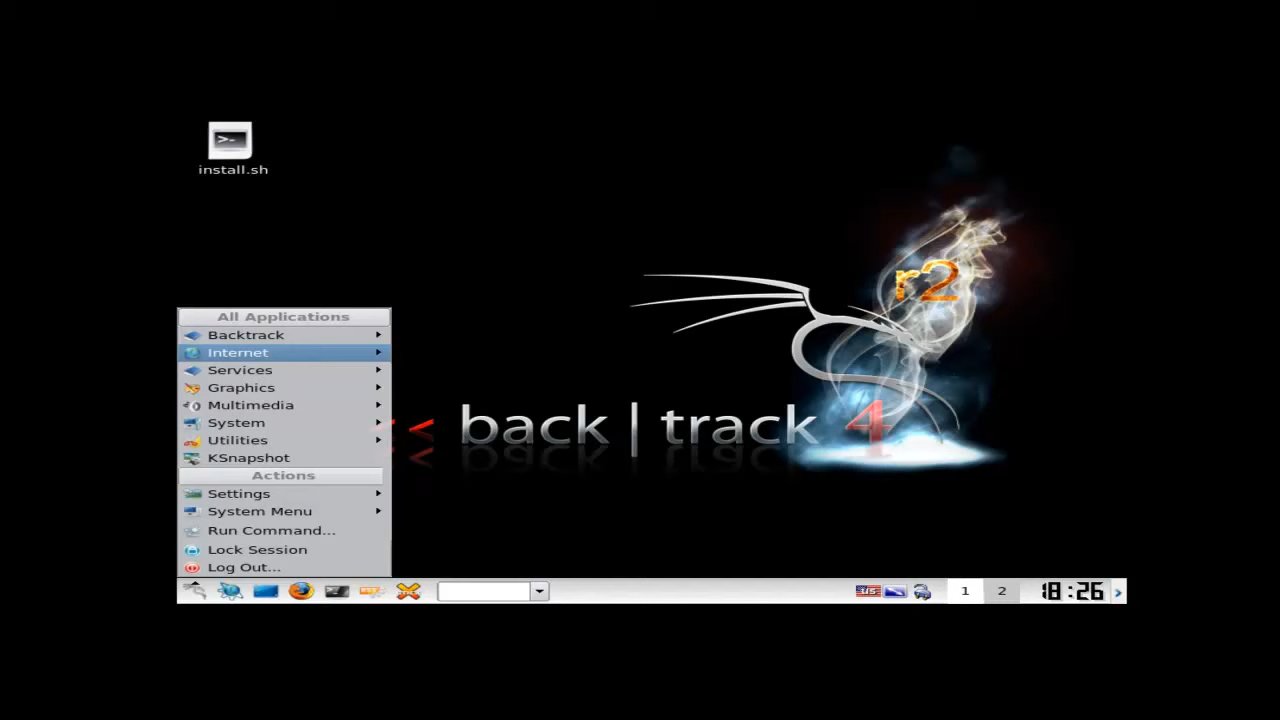 install.sh
r2
All Applications
Backtrack
Internet
Services
Graphics
Multimedia
System
Utilities
KSnapshot
Actions
Settings
System Menu
Run Command...
Lock Session
Log Out...
< back | track 4
US
1
2
18:26